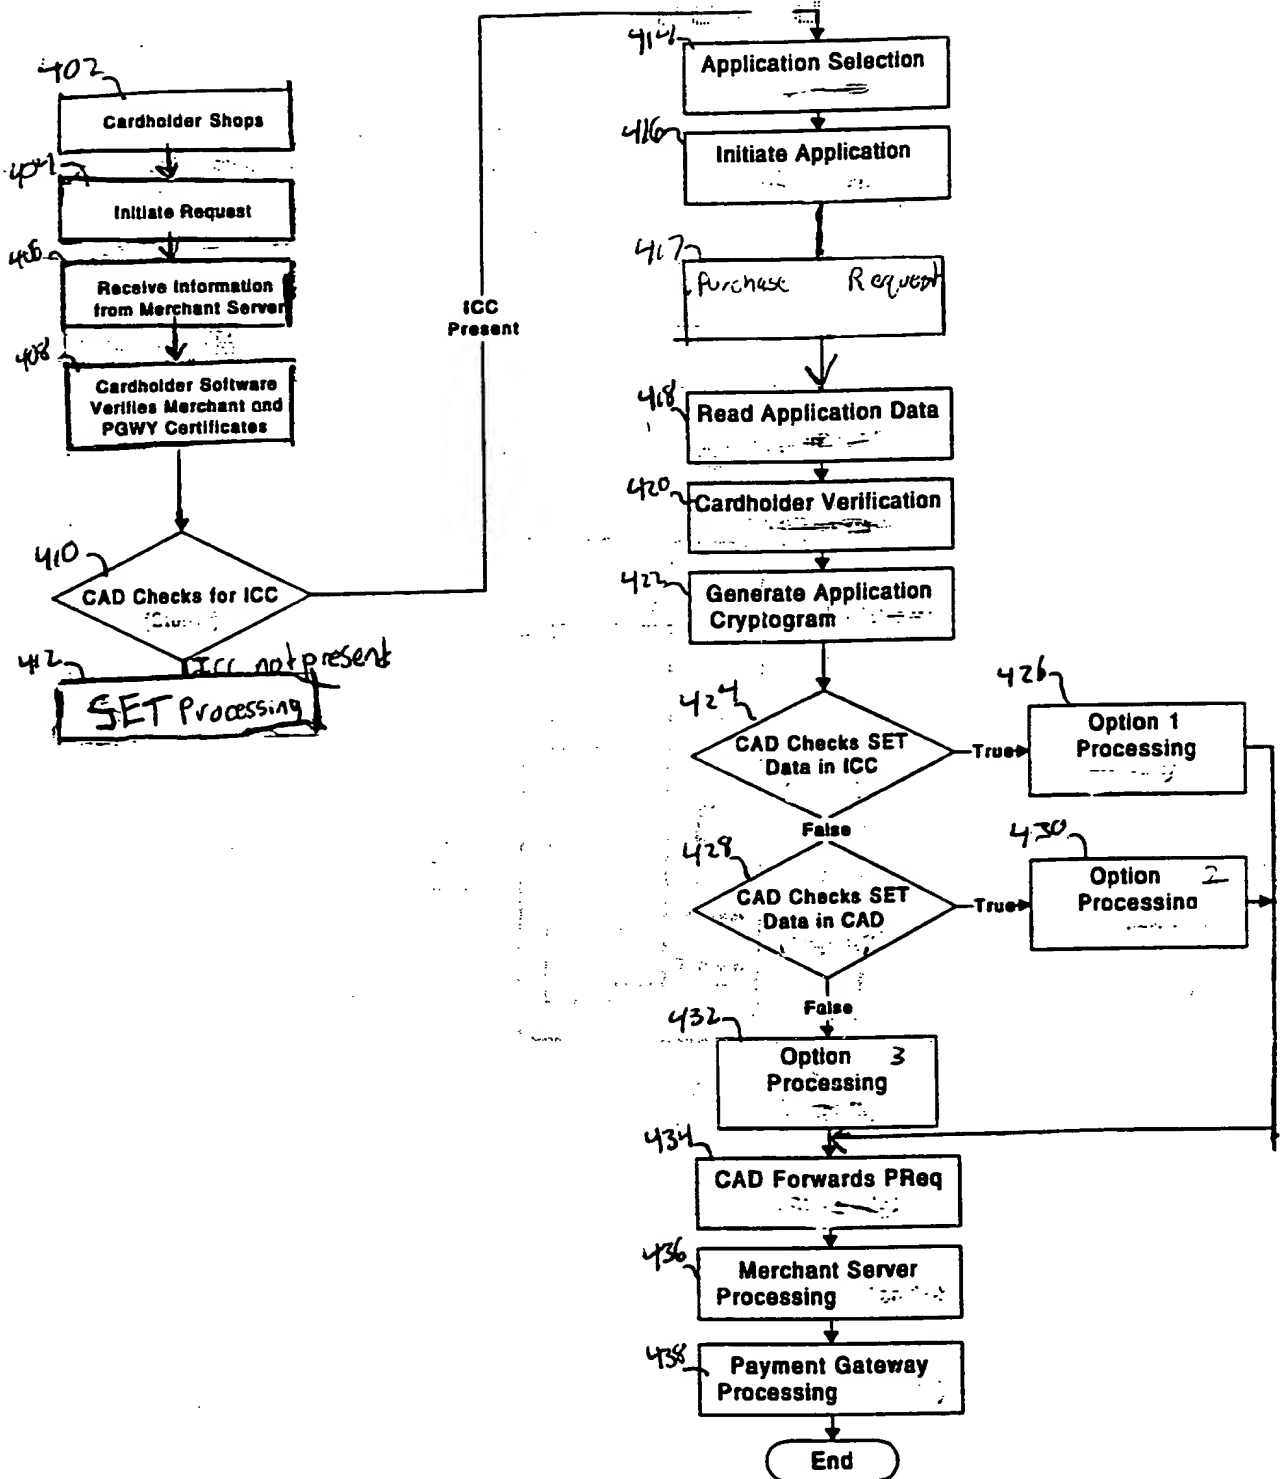 402
Cardholder Shops
404
Initiate Request
406
Receive Information
from Merchant Server
408
Cardholder Software
Verifies Merchant and
PGWY Certificates
410
CAD Checks for ICC
ICC not present
412
SET Processing
ICC
Present
414
Application Selection
416
Initiate Application
417
Purchase Request
418
Read Application Data
420
Cardholder Verification
422
Generate Application
Cryptogram
424
CAD Checks SET
Data in ICC
True
426
Option 1
Processing
False
428
CAD Checks SET
Data in CAD
True
430
Option 2
Processing
False
432
Option 3
Processing
434
CAD Forwards PReq
436
Merchant Server
Processing
438
Payment Gateway
Processing
End